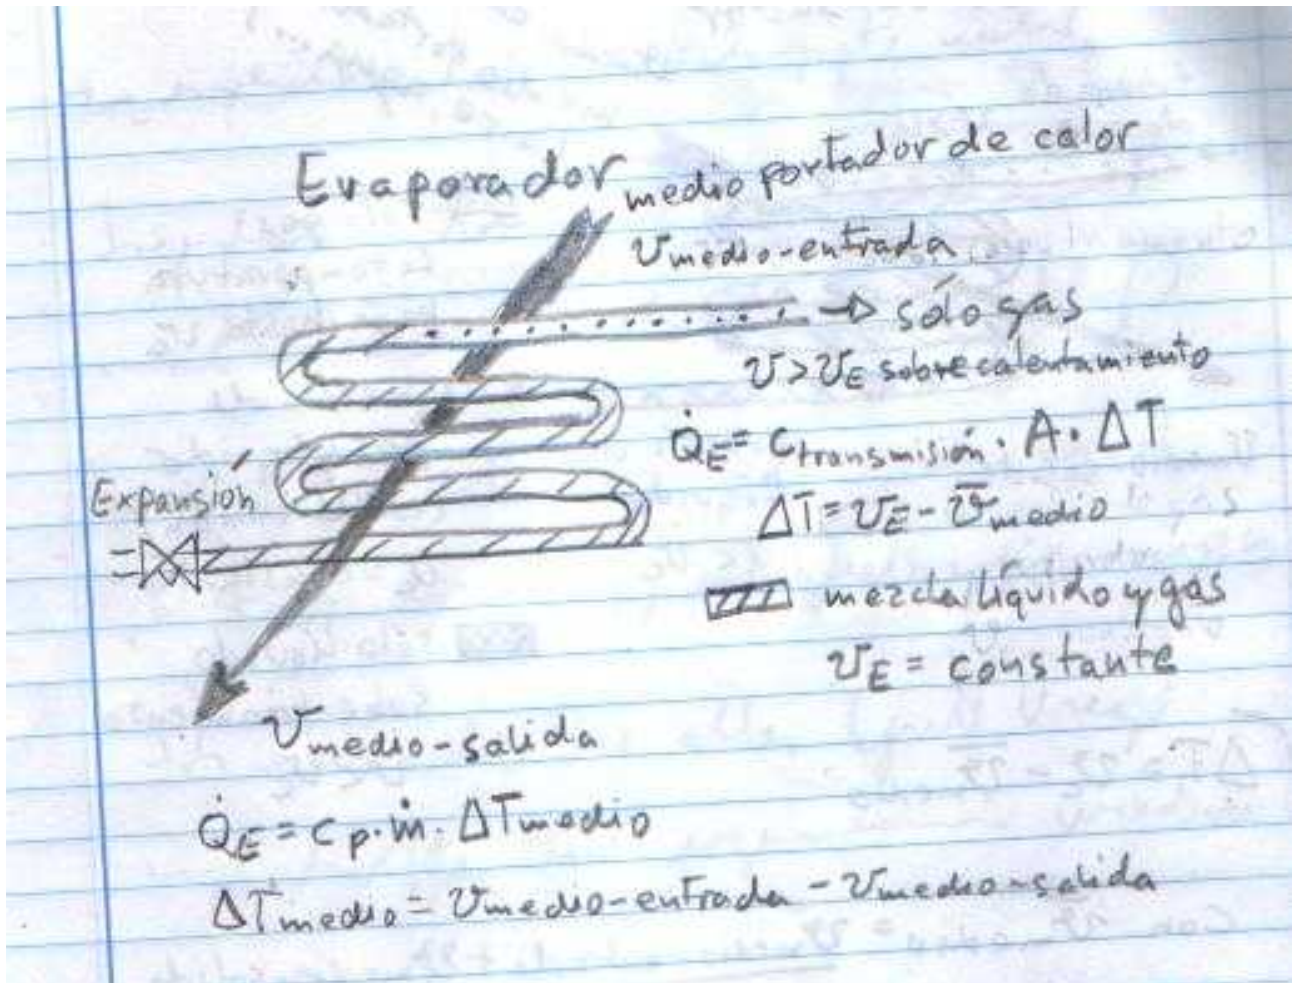 Evaporador
medio portador de calor
υmedio-entrada
sólo gas
υ > υE sobrecalentamiento
Q̇E = Ctransmisión · A · ΔT
Expansión
ΔT = υE - ῡmedio
mezcla líquido y gas
υE = constante
υmedio-salida
Q̇E = cp · ṁ · ΔTmedio
ΔTmedio = υmedio-entrada - υmedio-salida